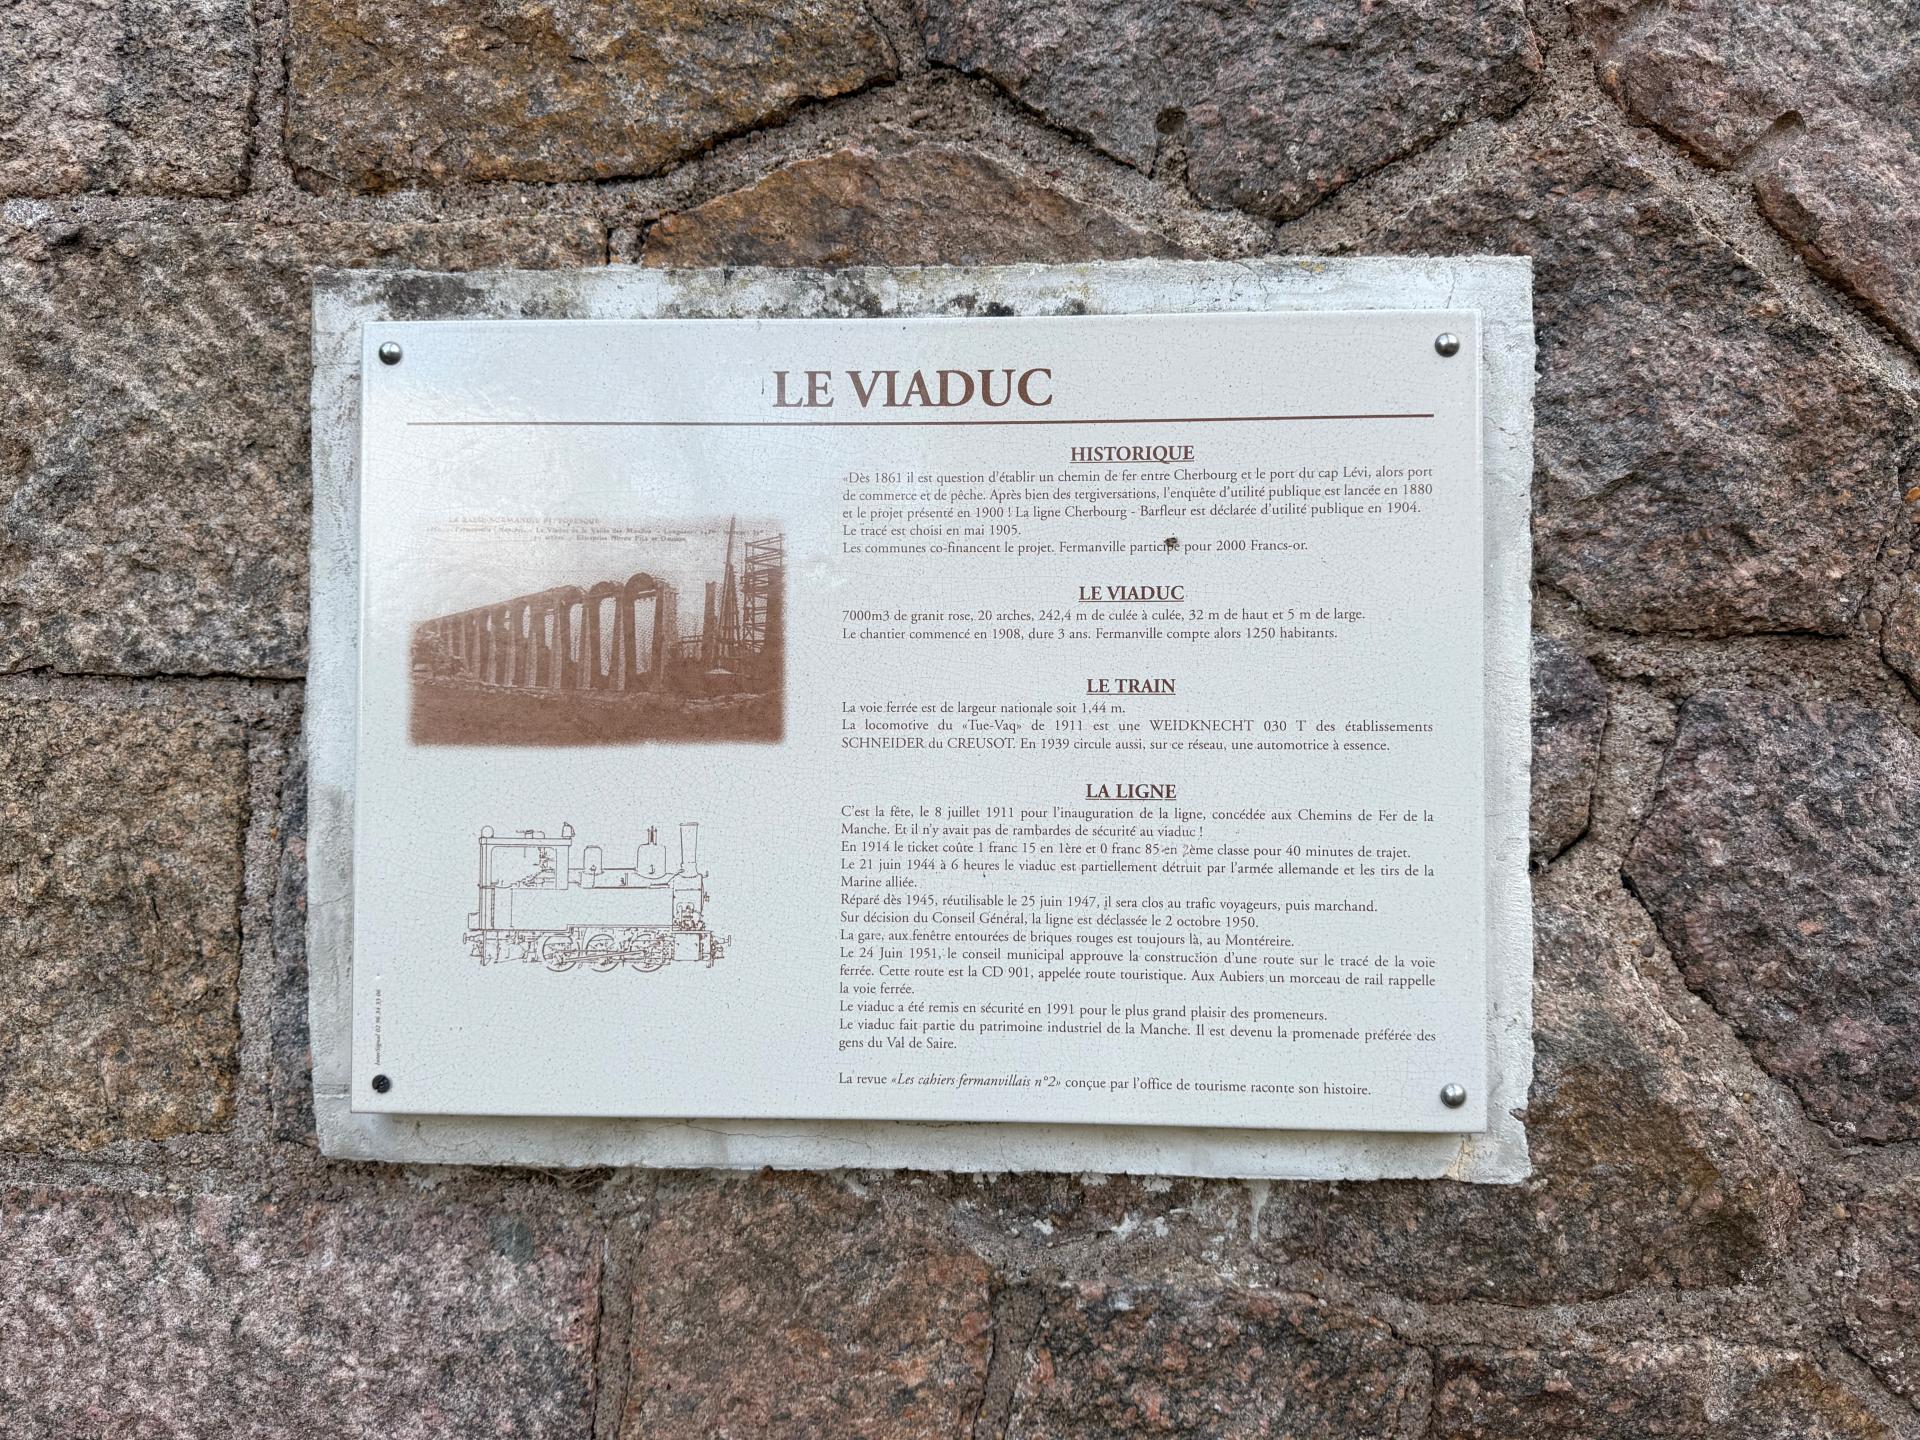 LE VIADUC
LA BASSE-NORMANDIE PITTORESQUE
HISTORIQUE
«Dès 1861 il est question d'établir un chemin de fer entre Cherbourg et le port du cap Lévi, alors port
de commerce et de pêche. Après bien des tergiversations, l'enquête d'utilité publique est lancée en 1880
et le projet présenté en 1900 ! La ligne Cherbourg - Barfleur est déclarée d'utilité publique en 1904.
Le tracé est choisi en mai 1905.
Les communes co-financent le projet. Fermanville participe pour 2000 Francs-or.
LE VIADUC
7000m3 de granit rose, 20 arches, 242,4 m de culée à culée, 32 m de haut et 5 m de large.
Le chantier commencé en 1908, dure 3 ans. Fermanville compte alors 1250 habitants.
LE TRAIN
La voie ferrée est de largeur nationale soit 1,44 m.
La locomotive du «Tue-Vaq» de 1911 est une WEIDKNECHT 030 T des établissements
SCHNEIDER du CREUSOT. En 1939 circule aussi, sur ce réseau, une automotrice à essence.
LA LIGNE
C'est la fête, le 8 juillet 1911 pour l'inauguration de la ligne, concédée aux Chemins de Fer de la
Manche. Et il n'y avait pas de rambardes de sécurité au viaduc !
En 1914 le ticket coûte 1 franc 15 en 1ère et 0 franc 85 en 2ème classe pour 40 minutes de trajet.
Le 21 juin 1944 à 6 heures le viaduc est partiellement détruit par l'armée allemande et les tirs de la
Marine alliée.
Réparé dès 1945, réutilisable le 25 juin 1947, il sera clos au trafic voyageurs, puis marchand.
Sur décision du Conseil Général, la ligne est déclassée le 2 octobre 1950.
La gare, aux fenêtre entourées de briques rouges est toujours là, au Montéreire.
Le 24 Juin 1951, le conseil municipal approuve la construction d'une route sur le tracé de la voie
ferrée. Cette route est la CD 901, appelée route touristique. Aux Aubiers un morceau de rail rappelle
la voie ferrée.
Le viaduc a été remis en sécurité en 1991 pour le plus grand plaisir des promeneurs.
Le viaduc fait partie du patrimoine industriel de la Manche. Il est devenu la promenade préférée des
gens du Val de Saire.
La revue «Les cahiers fermanvillais n°2» conçue par l'office de tourisme raconte son histoire.